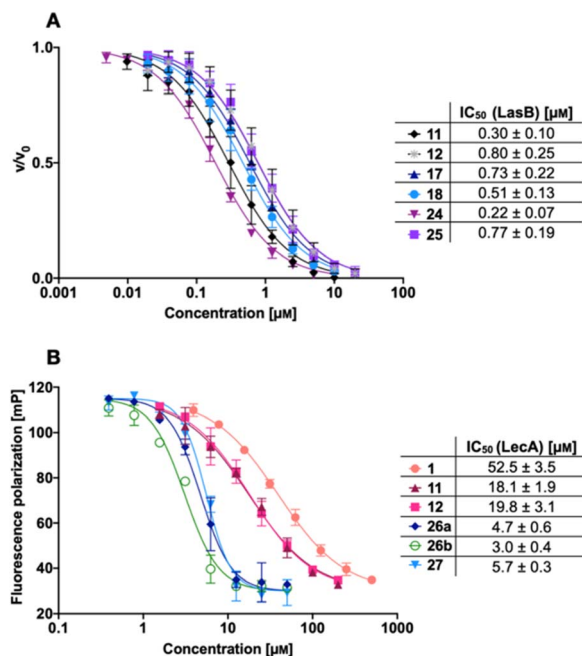 A
v/v0
1.0
0.5
0.0
0.001
0.01
0.1
1
10
100
Concentration [µM]
IC50 (LasB) [µM]
11 0.30 ± 0.10
12 0.80 ± 0.25
17 0.73 ± 0.22
18 0.51 ± 0.13
24 0.22 ± 0.07
25 0.77 ± 0.19
B
Fluorescence polarization [mP]
120
100
80
60
40
20
0.1
1
10
100
1000
Concentration [µM]
IC50 (LecA) [µM]
1 52.5 ± 3.5
11 18.1 ± 1.9
12 19.8 ± 3.1
26a 4.7 ± 0.6
26b 3.0 ± 0.4
27 5.7 ± 0.3